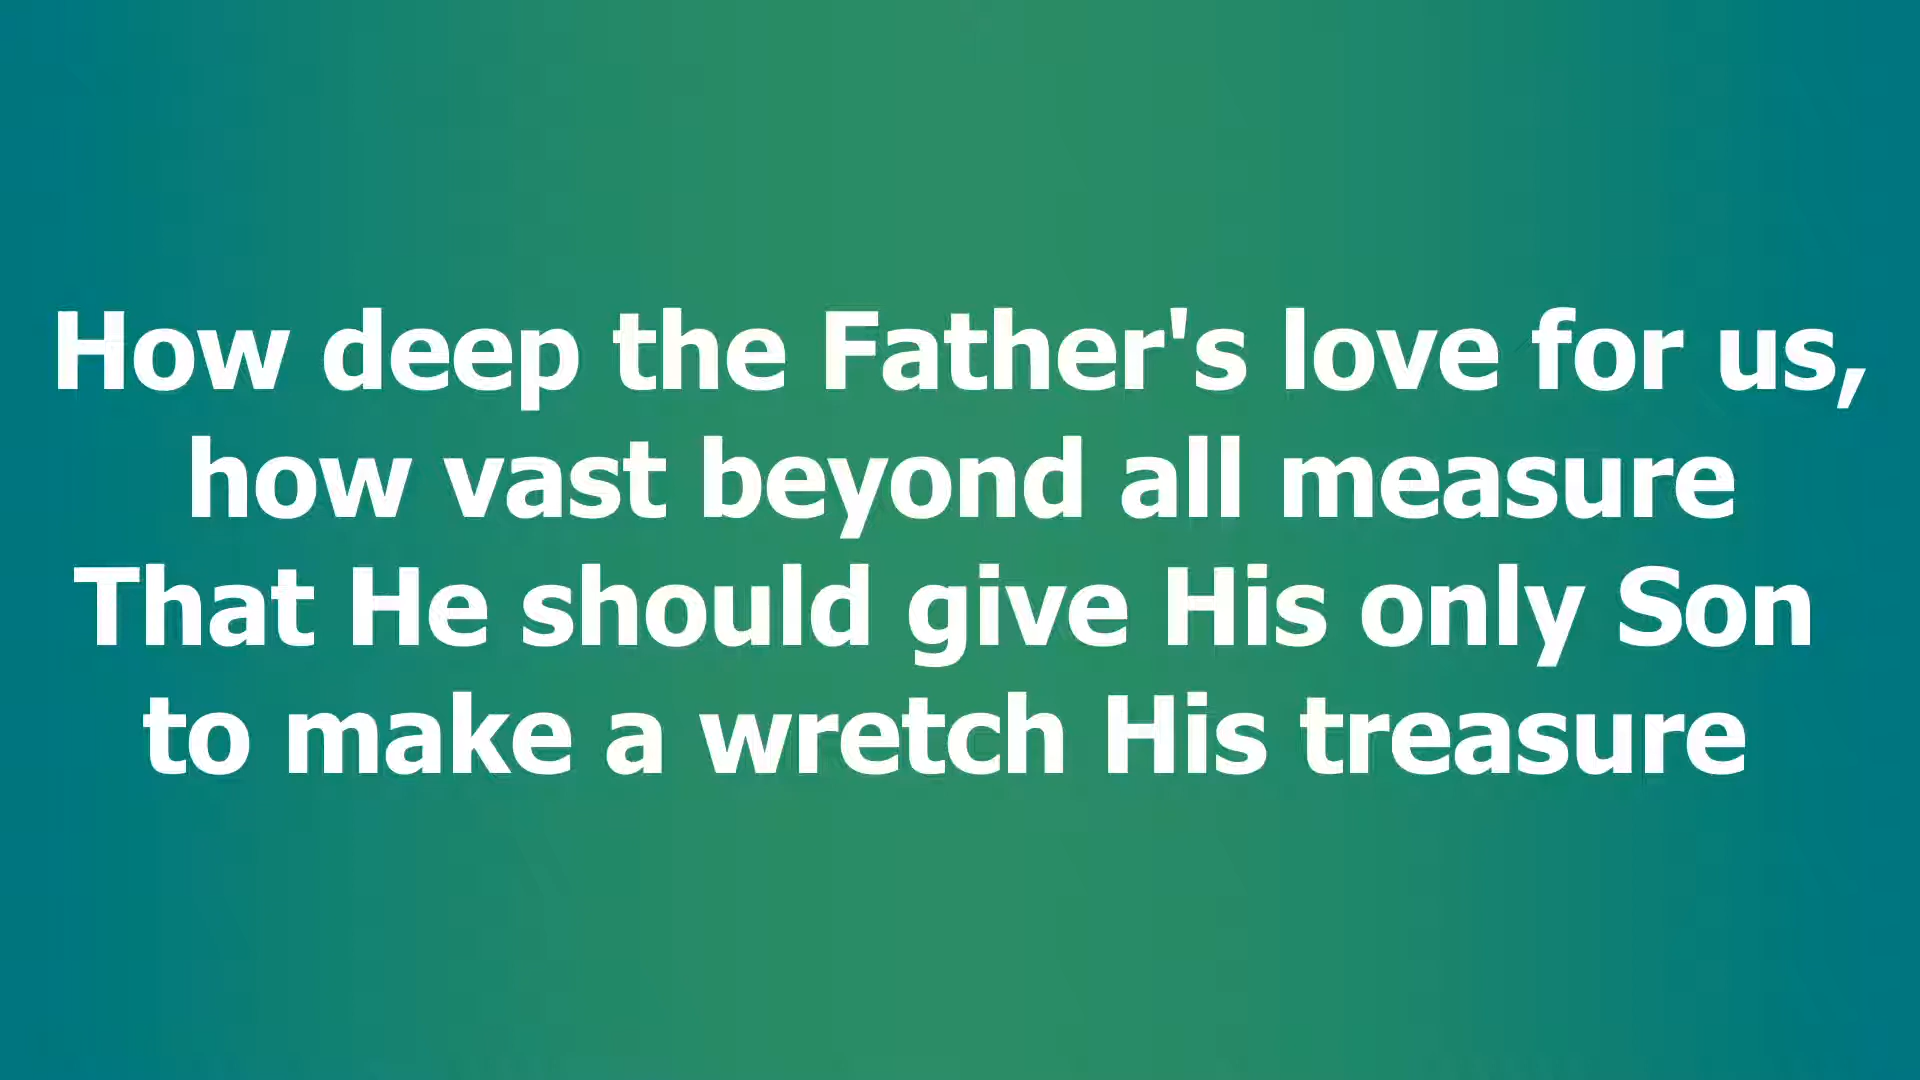 How deep the Father's love for us,
how vast beyond all measure
That He should give His only Son
to make a wretch His treasure